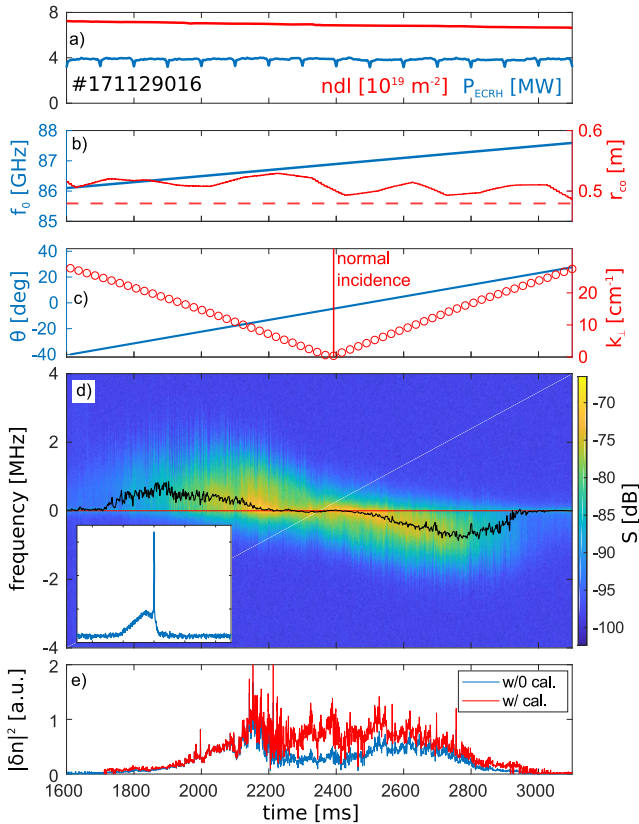 8
4
0
a)
#171129016
ndl [10¹⁹ m⁻²]
P_ECRH [MW]
88
87
86
85
f₀ [GHz]
b)
0.6
0.5
r_co [m]
40
20
0
-20
-40
θ [deg]
c)
normal
incidence
20
10
0
k_⊥ [cm⁻¹]
4
2
0
-2
-4
frequency [MHz]
d)
-70
-75
-80
-85
-90
-95
-100
S [dB]
2
1
0
|δn|² [a.u.]
e)
w/0 cal.
w/ cal.
1600 1800 2000 2200 2400 2600 2800 3000
time [ms]